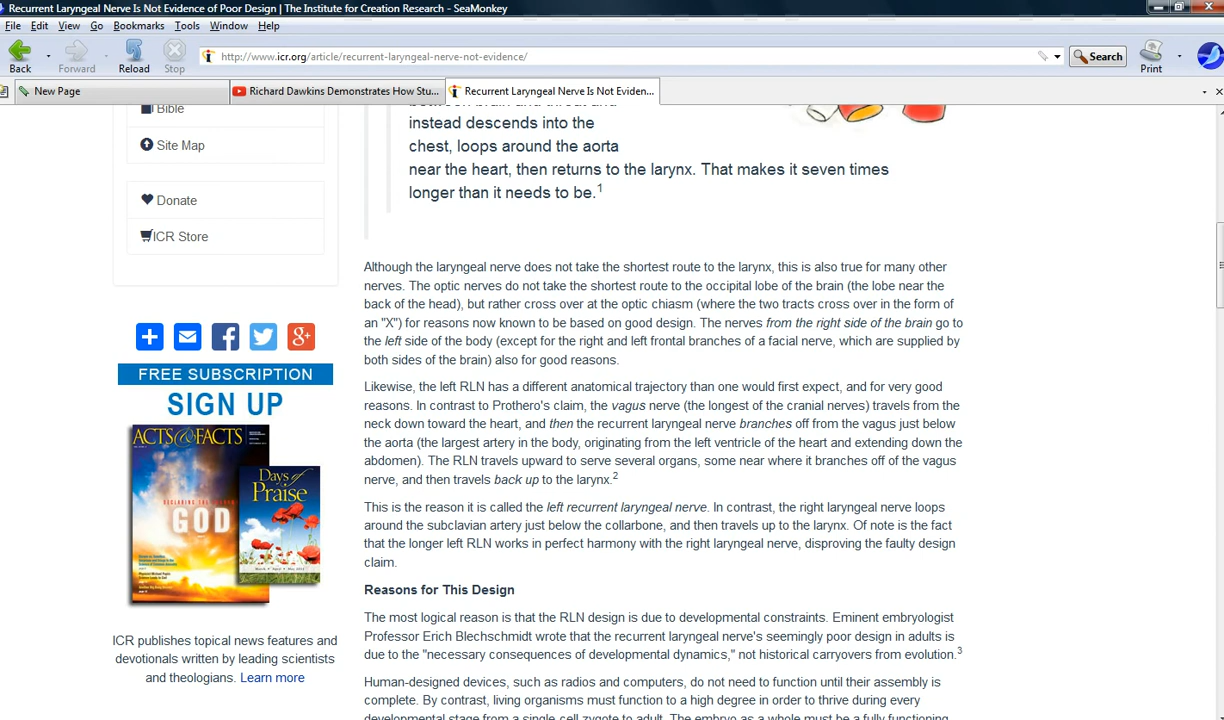 Recurrent Laryngeal Nerve Is Not Evidence of Poor Design | The Institute for Creation Research - SeaMonkey
File Edit View Go Bookmarks Tools Window Help
http://www.icr.org/article/recurrent-laryngeal-nerve-not-evidence/
Search
Back Forward Reload Stop Print
New Page
Richard Dawkins Demonstrates How Stu...
Recurrent Laryngeal Nerve Is Not Eviden...
Bible
Site Map
Donate
ICR Store
FREE SUBSCRIPTION
SIGN UP
ACTS & FACTS
GOD
Days of
Praise
ICR publishes topical news features and
devotionals written by leading scientists
and theologians. Learn more
between brain and throat and
instead descends into the
chest, loops around the aorta
near the heart, then returns to the larynx. That makes it seven times
longer than it needs to be.1
Although the laryngeal nerve does not take the shortest route to the larynx, this is also true for many other
nerves. The optic nerves do not take the shortest route to the occipital lobe of the brain (the lobe near the
back of the head), but rather cross over at the optic chiasm (where the two tracts cross over in the form of
an "X") for reasons now known to be based on good design. The nerves from the right side of the brain go to
the left side of the body (except for the right and left frontal branches of a facial nerve, which are supplied by
both sides of the brain) also for good reasons.
Likewise, the left RLN has a different anatomical trajectory than one would first expect, and for very good
reasons. In contrast to Prothero's claim, the vagus nerve (the longest of the cranial nerves) travels from the
neck down toward the heart, and then the recurrent laryngeal nerve branches off from the vagus just below
the aorta (the largest artery in the body, originating from the left ventricle of the heart and extending down the
abdomen). The RLN travels upward to serve several organs, some near where it branches off of the vagus
nerve, and then travels back up to the larynx.2
This is the reason it is called the left recurrent laryngeal nerve. In contrast, the right laryngeal nerve loops
around the subclavian artery just below the collarbone, and then travels up to the larynx. Of note is the fact
that the longer left RLN works in perfect harmony with the right laryngeal nerve, disproving the faulty design
claim.
Reasons for This Design
The most logical reason is that the RLN design is due to developmental constraints. Eminent embryologist
Professor Erich Blechschmidt wrote that the recurrent laryngeal nerve's seemingly poor design in adults is
due to the "necessary consequences of developmental dynamics," not historical carryovers from evolution.3
Human-designed devices, such as radios and computers, do not need to function until their assembly is
complete. By contrast, living organisms must function to a high degree in order to thrive during every
developmental stage from a single-cell zygote to adult. The embryo as a whole must be a fully functioning